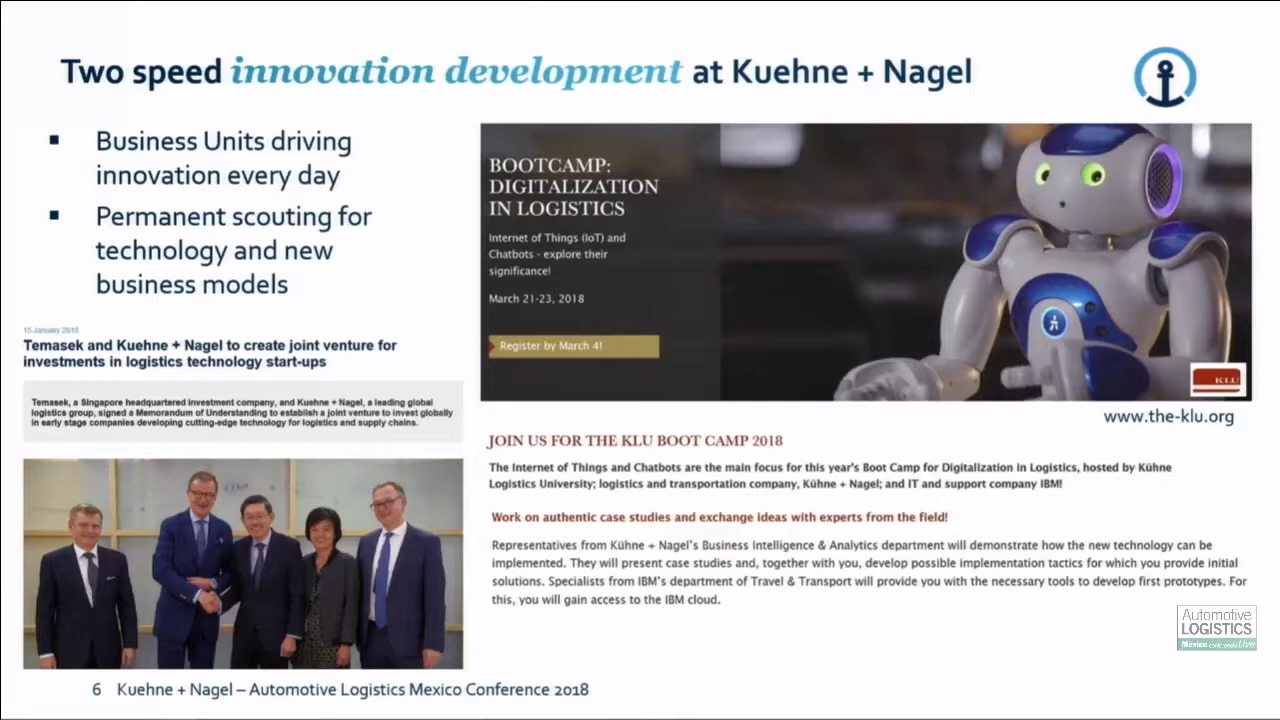 Two speed innovation development at Kuehne + Nagel
Business Units driving
innovation every day
Permanent scouting for
technology and new
business models
15 January 2018
Temasek and Kuehne + Nagel to create joint venture for
investments in logistics technology start-ups
Temasek, a Singapore headquartered investment company, and Kuehne + Nagel, a leading global
logistics group, signed a Memorandum of Understanding to establish a joint venture to invest globally
in early stage companies developing cutting-edge technology for logistics and supply chains.
BOOTCAMP:
DIGITALIZATION
IN LOGISTICS
Internet of Things (IoT) and
Chatbots - explore their
significance!
March 21-23, 2018
Register by March 4!
KLU
www.the-klu.org
JOIN US FOR THE KLU BOOT CAMP 2018
The Internet of Things and Chatbots are the main focus for this year's Boot Camp for Digitalization in Logistics, hosted by Kühne
Logistics University; logistics and transportation company, Kühne + Nagel; and IT and support company IBM!
Work on authentic case studies and exchange ideas with experts from the field!
Representatives from Kühne + Nagel's Business Intelligence & Analytics department will demonstrate how the new technology can be
implemented. They will present case studies and, together with you, develop possible implementation tactics for which you provide initial
solutions. Specialists from IBM's department of Travel & Transport will provide you with the necessary tools to develop first prototypes. For
this, you will gain access to the IBM cloud.
Automotive
LOGISTICS
México conferencia Live
6 Kuehne + Nagel – Automotive Logistics Mexico Conference 2018